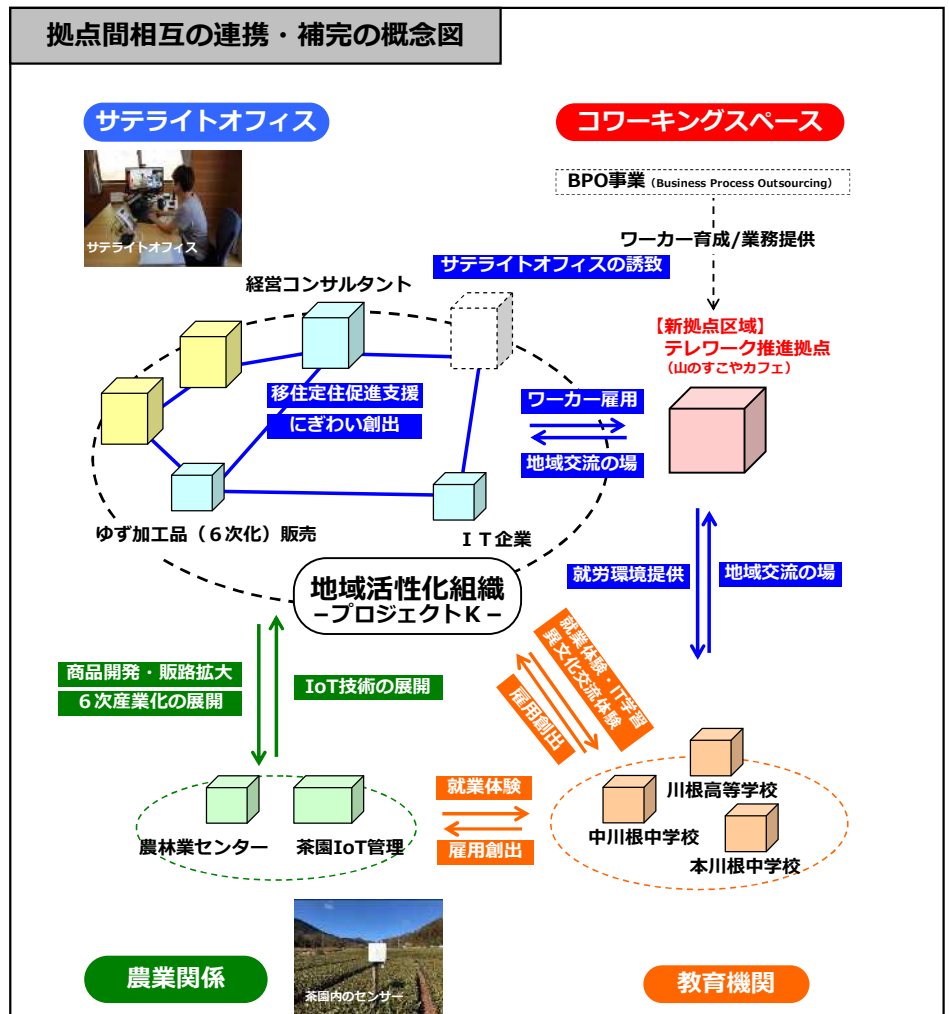 拠点間相互の連携・補完の概念図
サテライトオフィス
コワーキングスペース
サテライトオフィス
BPO事業（Business Process Outsourcing）
ワーカー育成/業務提供
サテライトオフィスの誘致
経営コンサルタント
【新拠点区域】
テレワーク推進拠点
（山のすこやカフェ）
移住定住促進支援
にぎわい創出
ワーカー雇用
地域交流の場
ゆず加工品（６次化）販売
ＩＴ企業
地域活性化組織
－プロジェクトＫ－
就労環境提供
地域交流の場
商品開発・販路拡大
６次産業化の展開
IoT技術の展開
就業体験・IT学習
異文化交流体験
雇用創出
農林業センター
茶園IoT管理
就業体験
雇用創出
川根高等学校
中川根中学校
本川根中学校
農業関係
茶園内のセンサー
教育機関